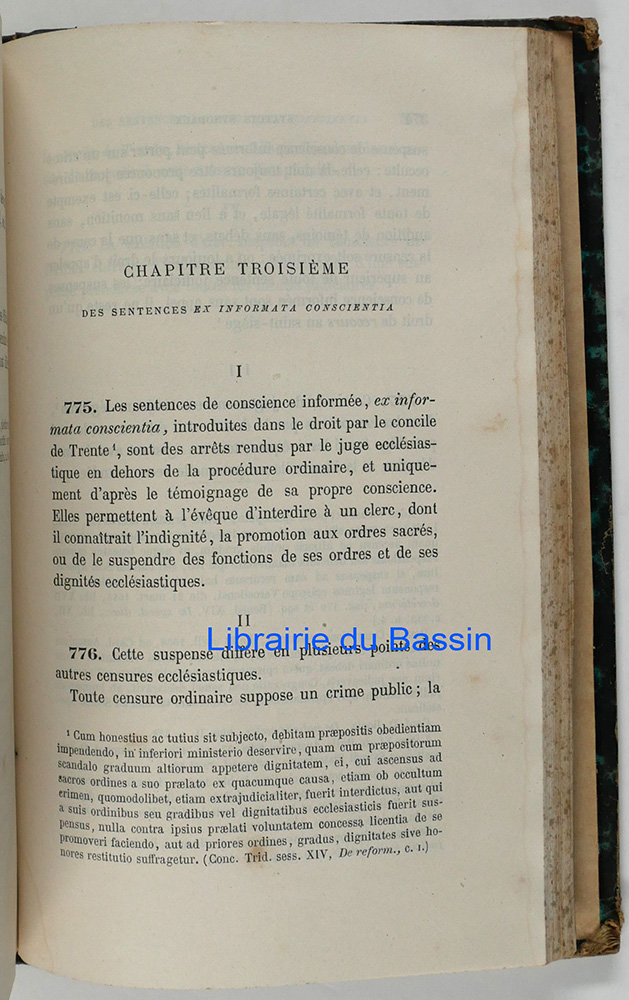 CHAPITRE TROISIÈME
DES SENTENCES EX INFORMATA CONSCIENTIA
I
775. Les sentences de conscience informée, ex infor-
mata conscientia, introduites dans le droit par le concile
de Trente¹, sont des arrêts rendus par le juge ecclésias-
tique en dehors de la procédure ordinaire, et unique-
ment d'après le témoignage de sa propre conscience.
Elles permettent à l'évêque d'interdire à un clerc, dont
il connaîtrait l'indignité, la promotion aux ordres sacrés,
ou de le suspendre des fonctions de ses ordres et de ses
dignités ecclésiastiques.
II
Librairie du Bassin
776. Cette suspense diffère en plusieurs points des
autres censures ecclésiastiques.
Toute censure ordinaire suppose un crime public; la
¹ Cum honestius ac tutius sit subjecto, debitam præpositis obedientiam
impendendo, in inferiori ministerio deservire, quam cum præpositorum
scandalo graduum altiorum appetere dignitatem, ei, cui ascensus ad
sacros ordines a suo prælato ex quacumque causa, etiam ob occultum
crimen, quomodolibet, etiam extrajudicialiter, fuerit interdictus, aut qui
a suis ordinibus seu gradibus vel dignitatibus ecclesiasticis fuerit sus-
pensus, nulla contra ipsius prælati voluntatem concessa licentia de se
promoveri faciendo, aut ad priores ordines, gradus, dignitates sive ho-
nores restitutio suffragetur. (Conc. Trid. sess. XIV, De reform., c. I.)